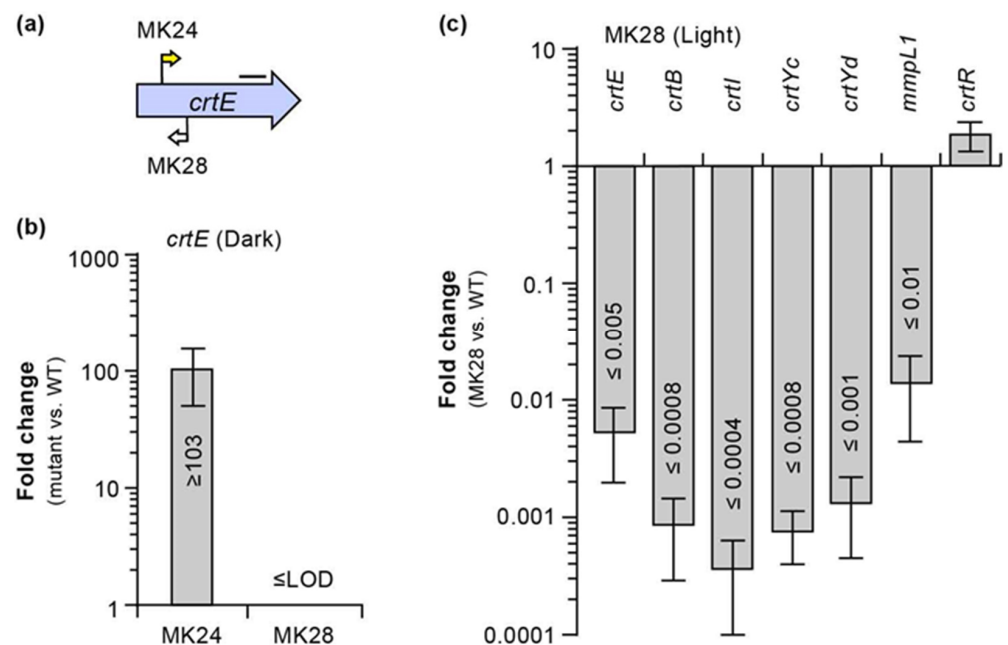 (a)
MK24
crtE
MK28
(b)
crtE (Dark)
Fold change
(mutant vs. WT)
1000
100
10
1
≥103
≤LOD
MK24 MK28
(c)
MK28 (Light)
Fold change
(MK28 vs. WT)
10
1
0.1
0.01
0.001
0.0001
crtE
crtB
crtI
crtYc
crtYd
mmpL1
crtR
≤ 0.005
≤ 0.0008
≤ 0.0004
≤ 0.0008
≤ 0.001
≤ 0.01